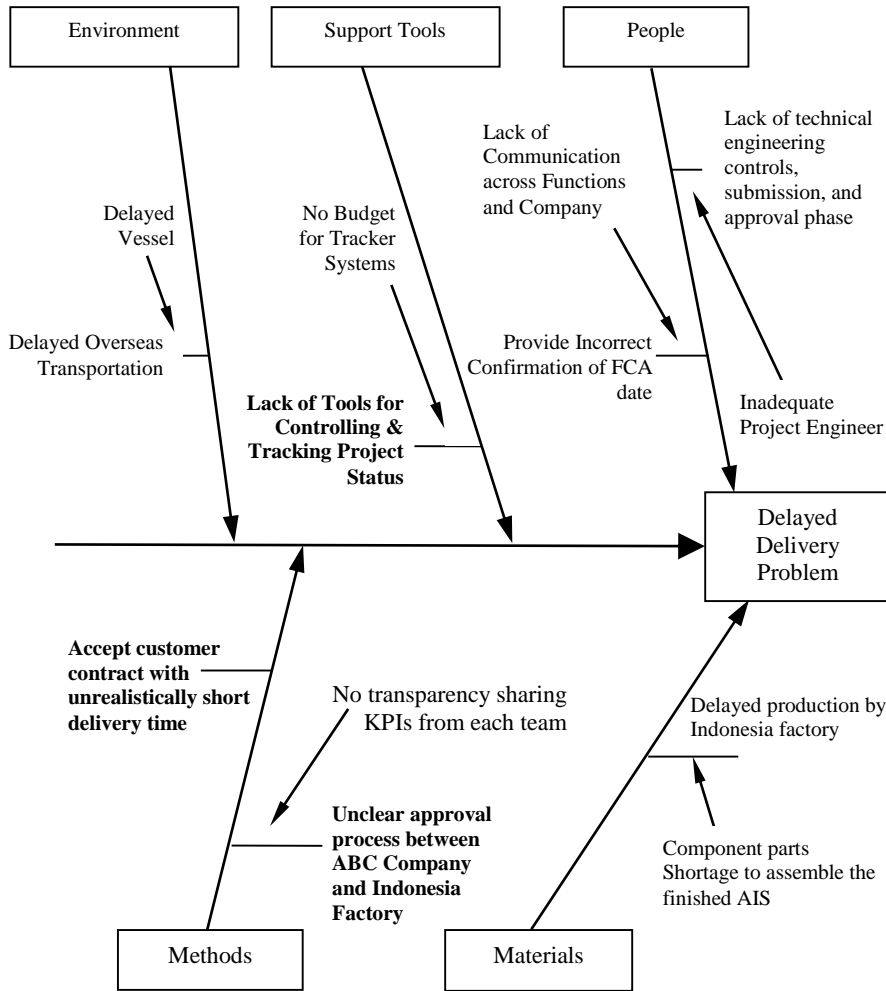 Environment
Support Tools
People
Lack of
Communication
across Functions
and Company
Lack of technical
engineering
controls,
submission, and
approval phase
Delayed
Vessel
No Budget
for Tracker
Systems
Delayed Overseas
Transportation
Provide Incorrect
Confirmation of FCA
date
Lack of Tools for
Controlling &
Tracking Project
Status
Inadequate
Project Engineer
Delayed
Delivery
Problem
Accept customer
contract with
unrealistically short
delivery time
No transparency sharing
KPIs from each team
Delayed production by
Indonesia factory
Unclear approval
process between
ABC Company
and Indonesia
Factory
Component parts
Shortage to assemble the
finished AIS
Methods
Materials